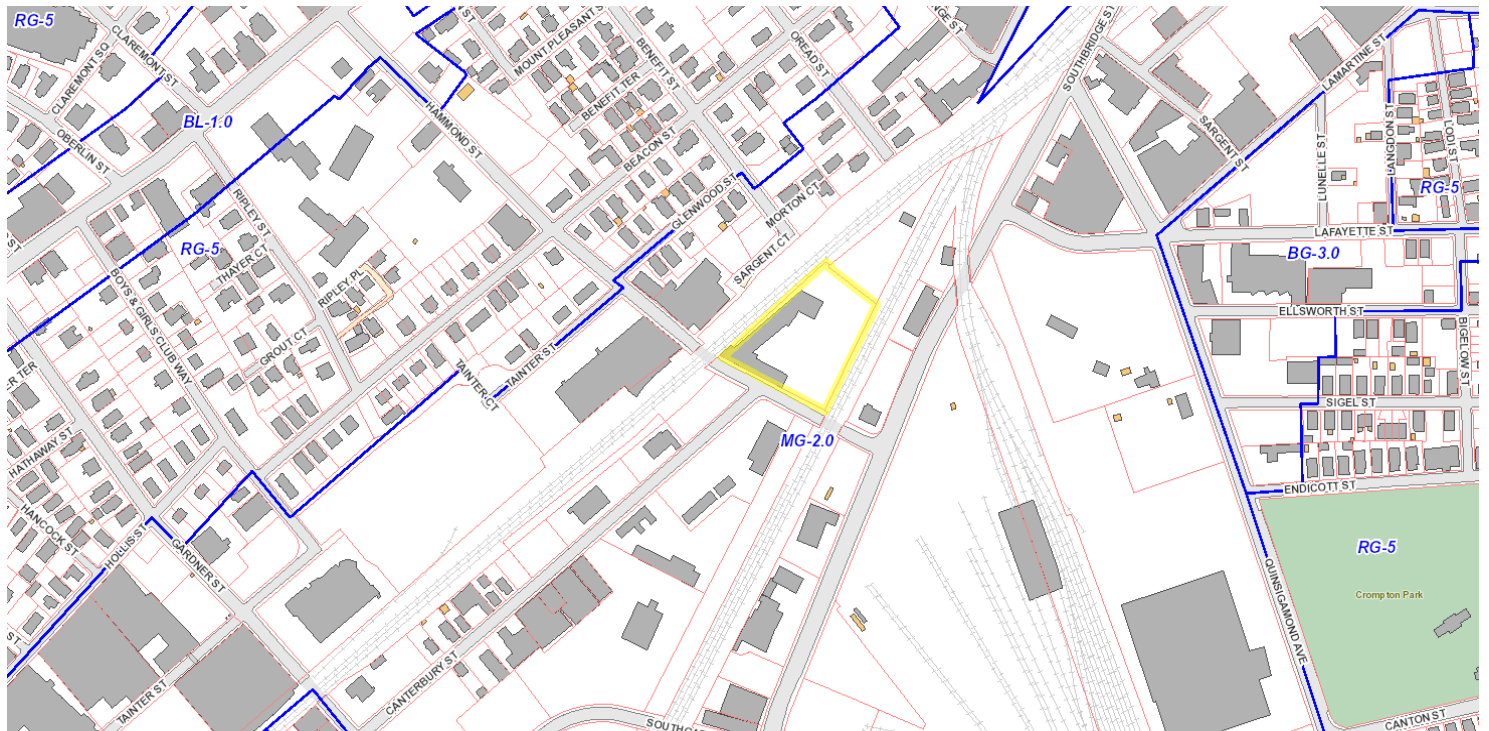 RG-5
CLAREMONT SQ
CLAREMONT ST
OBERLIN ST
BL-1.0
HAMMOND ST
MOUNT PLEASANT S
BENEFIT ST
BENEFIT TER
BEACON ST
OREAD ST
NGE ST
SOUTHBRIDGE ST
LAMARTINE ST
SARGENT ST
LUNELLE ST
LANGDON ST
LODI ST
RG-5
LAFAYETTE ST
BG-3.0
ELLSWORTH ST
BIGELOW ST
SIGEL ST
ENDICOTT ST
RG-5
Crompton Park
QUINSIGAMOND AVE
CANTON ST
RIPLEY ST
RG-5
THAYER CT
RIPLEY PL
GROUT CT
BOYS & GIRLS CLUB WAY
GLENWOOD ST
MORTON CT
SARGENT CT
TAINTER ST
TAINTER CT
MG-2.0
ER TER
HATHAWAY ST
HANCOCK ST
HOLLIS ST
GARDNER ST
TAINTER ST
CANTERBURY ST
SOUTHG